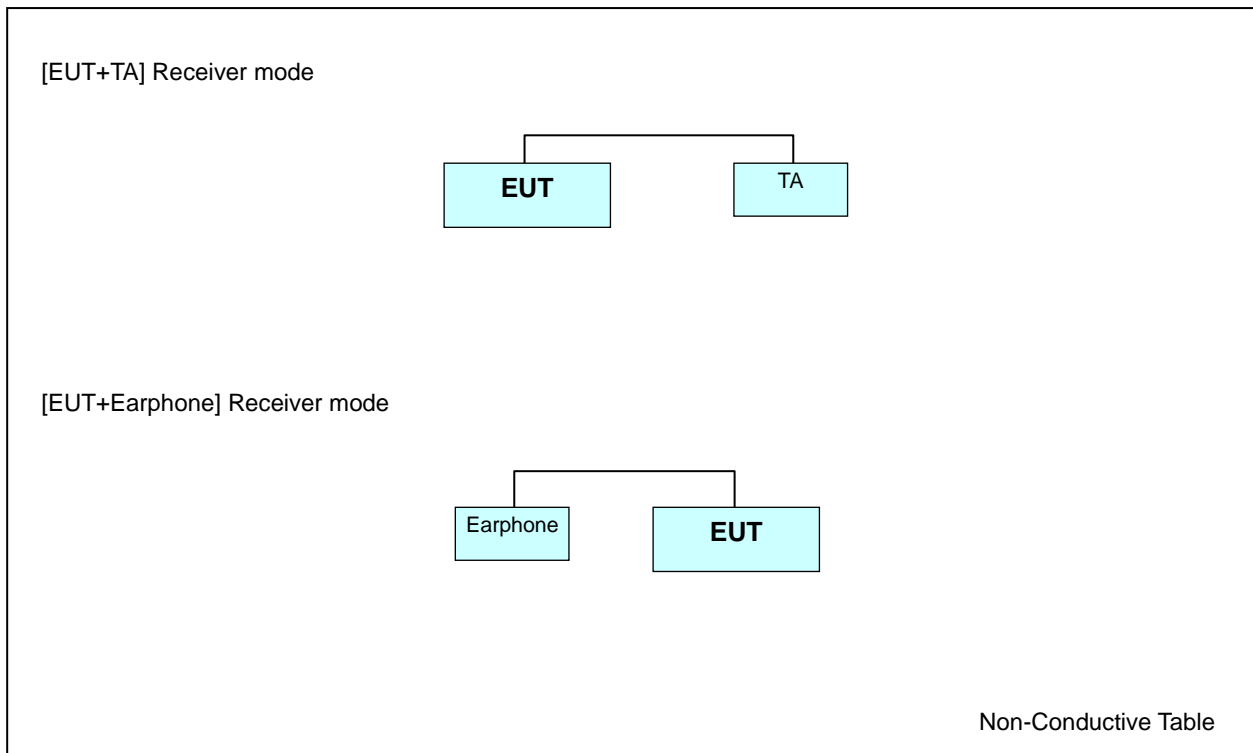 [EUT+TA] Receiver mode
EUT
TA
[EUT+Earphone] Receiver mode
Earphone
EUT
Non-Conductive Table